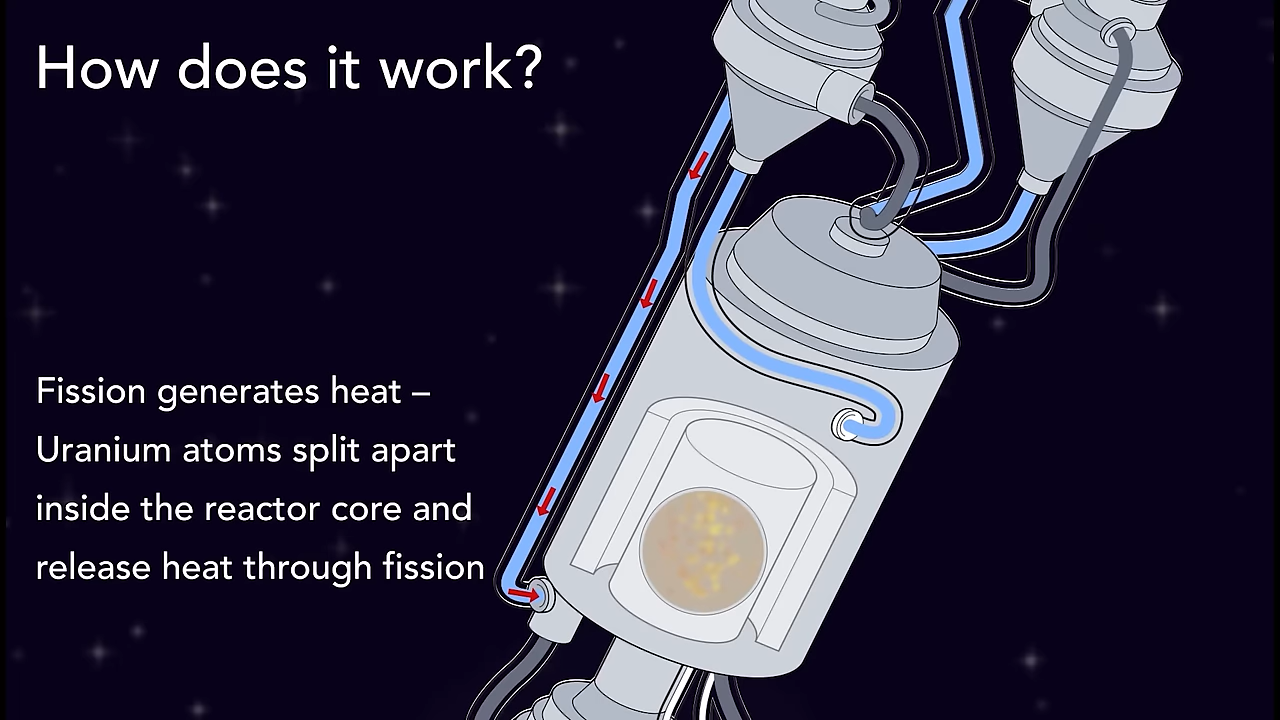 How does it work?
Fission generates heat –
Uranium atoms split apart
inside the reactor core and
release heat through fission